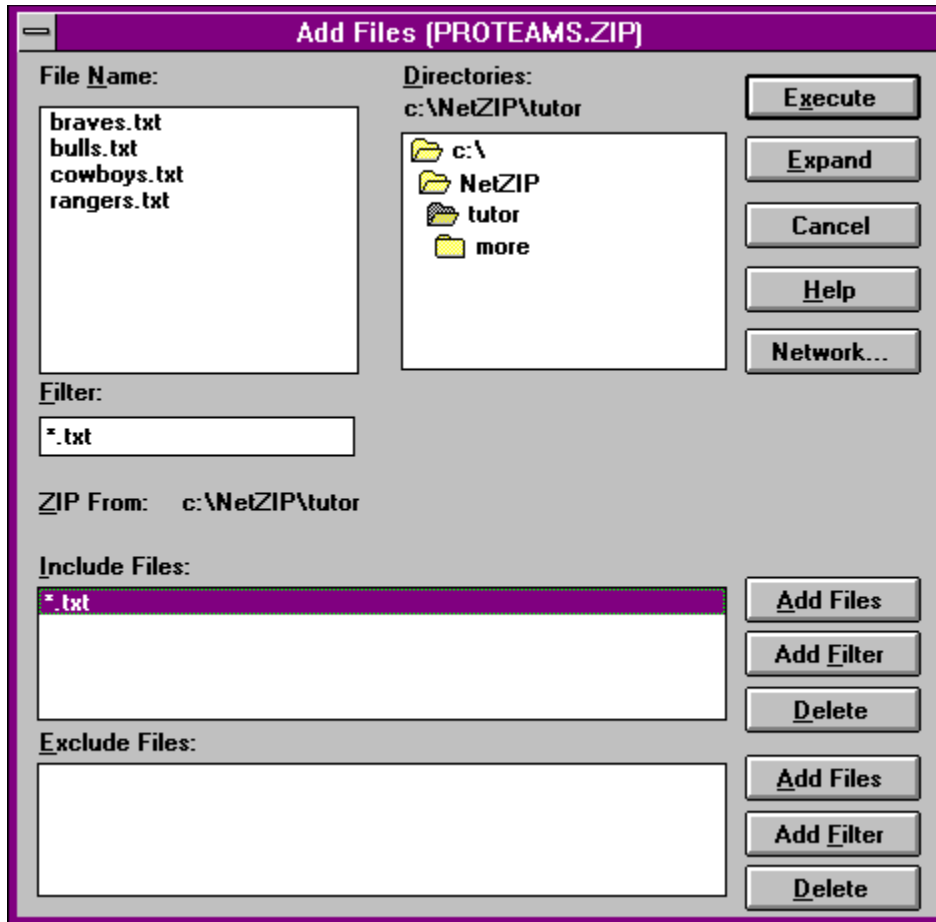 Add Files (PROTEAMS.ZIP)
File Name:
braves.txt
bulls.txt
cowboys.txt
rangers.txt
Directories:
c:\NetZIP\tutor
c:\
NetZIP
tutor
more
Execute
Expand
Cancel
Help
Network...
Filter:
*.txt
ZIP From: c:\NetZIP\tutor
Include Files:
*.txt
Add Files
Add Filter
Delete
Exclude Files:
Add Files
Add Filter
Delete